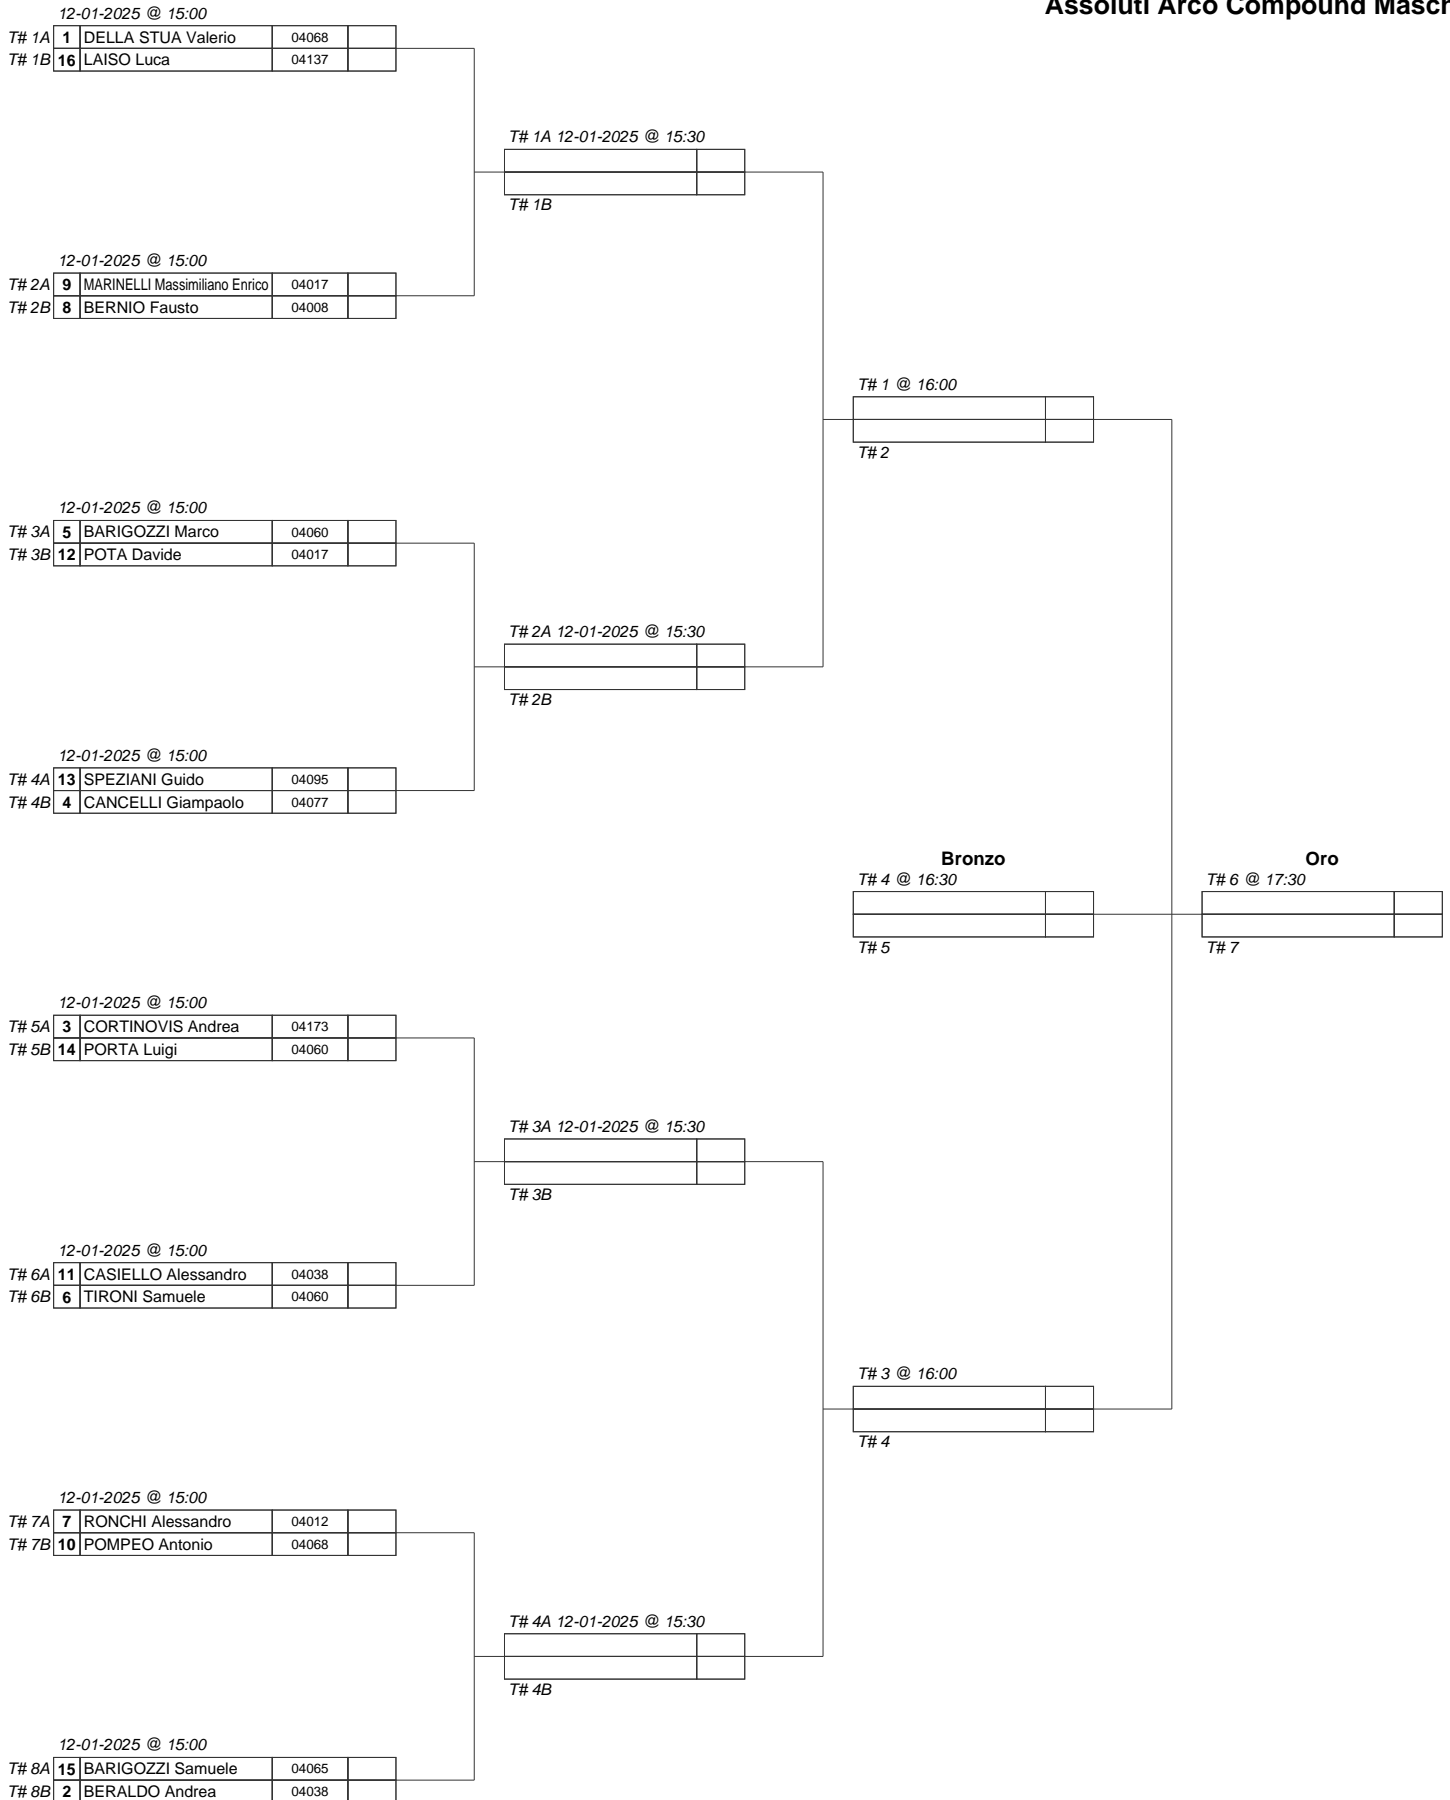 Assoluti Arco Compound Masch
12-01-2025 @ 15:00
T# 1A 1 DELLA STUA Valerio 04068
T# 1B 16 LAISO Luca 04137
T# 1A 12-01-2025 @ 15:30
T# 1B
12-01-2025 @ 15:00
T# 2A 9 MARINELLI Massimiliano Enrico 04017
T# 2B 8 BERNIO Fausto 04008
T# 1 @ 16:00
T# 2
12-01-2025 @ 15:00
T# 3A 5 BARIGOZZI Marco 04060
T# 3B 12 POTA Davide 04017
T# 2A 12-01-2025 @ 15:30
T# 2B
12-01-2025 @ 15:00
T# 4A 13 SPEZIANI Guido 04095
T# 4B 4 CANCELLI Giampaolo 04077
Bronzo
T# 4 @ 16:30
T# 5
Oro
T# 6 @ 17:30
T# 7
12-01-2025 @ 15:00
T# 5A 3 CORTINOVIS Andrea 04173
T# 5B 14 PORTA Luigi 04060
T# 3A 12-01-2025 @ 15:30
T# 3B
12-01-2025 @ 15:00
T# 6A 11 CASIELLO Alessandro 04038
T# 6B 6 TIRONI Samuele 04060
T# 3 @ 16:00
T# 4
12-01-2025 @ 15:00
T# 7A 7 RONCHI Alessandro 04012
T# 7B 10 POMPEO Antonio 04068
T# 4A 12-01-2025 @ 15:30
T# 4B
12-01-2025 @ 15:00
T# 8A 15 BARIGOZZI Samuele 04065
T# 8B 2 BERALDO Andrea 04038